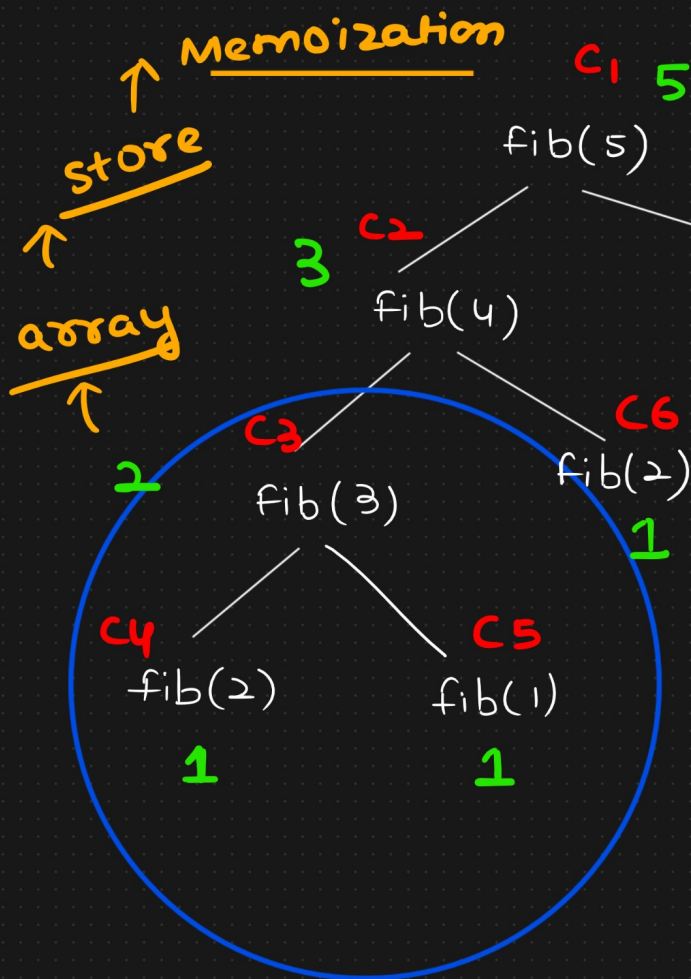 Memoization
store
array
C1 5
fib(5)
C2
3
fib(4)
C3
C6
2
fib(3)
fib(2)
1
C4
C5
fib(2)
fib(1)
1
1